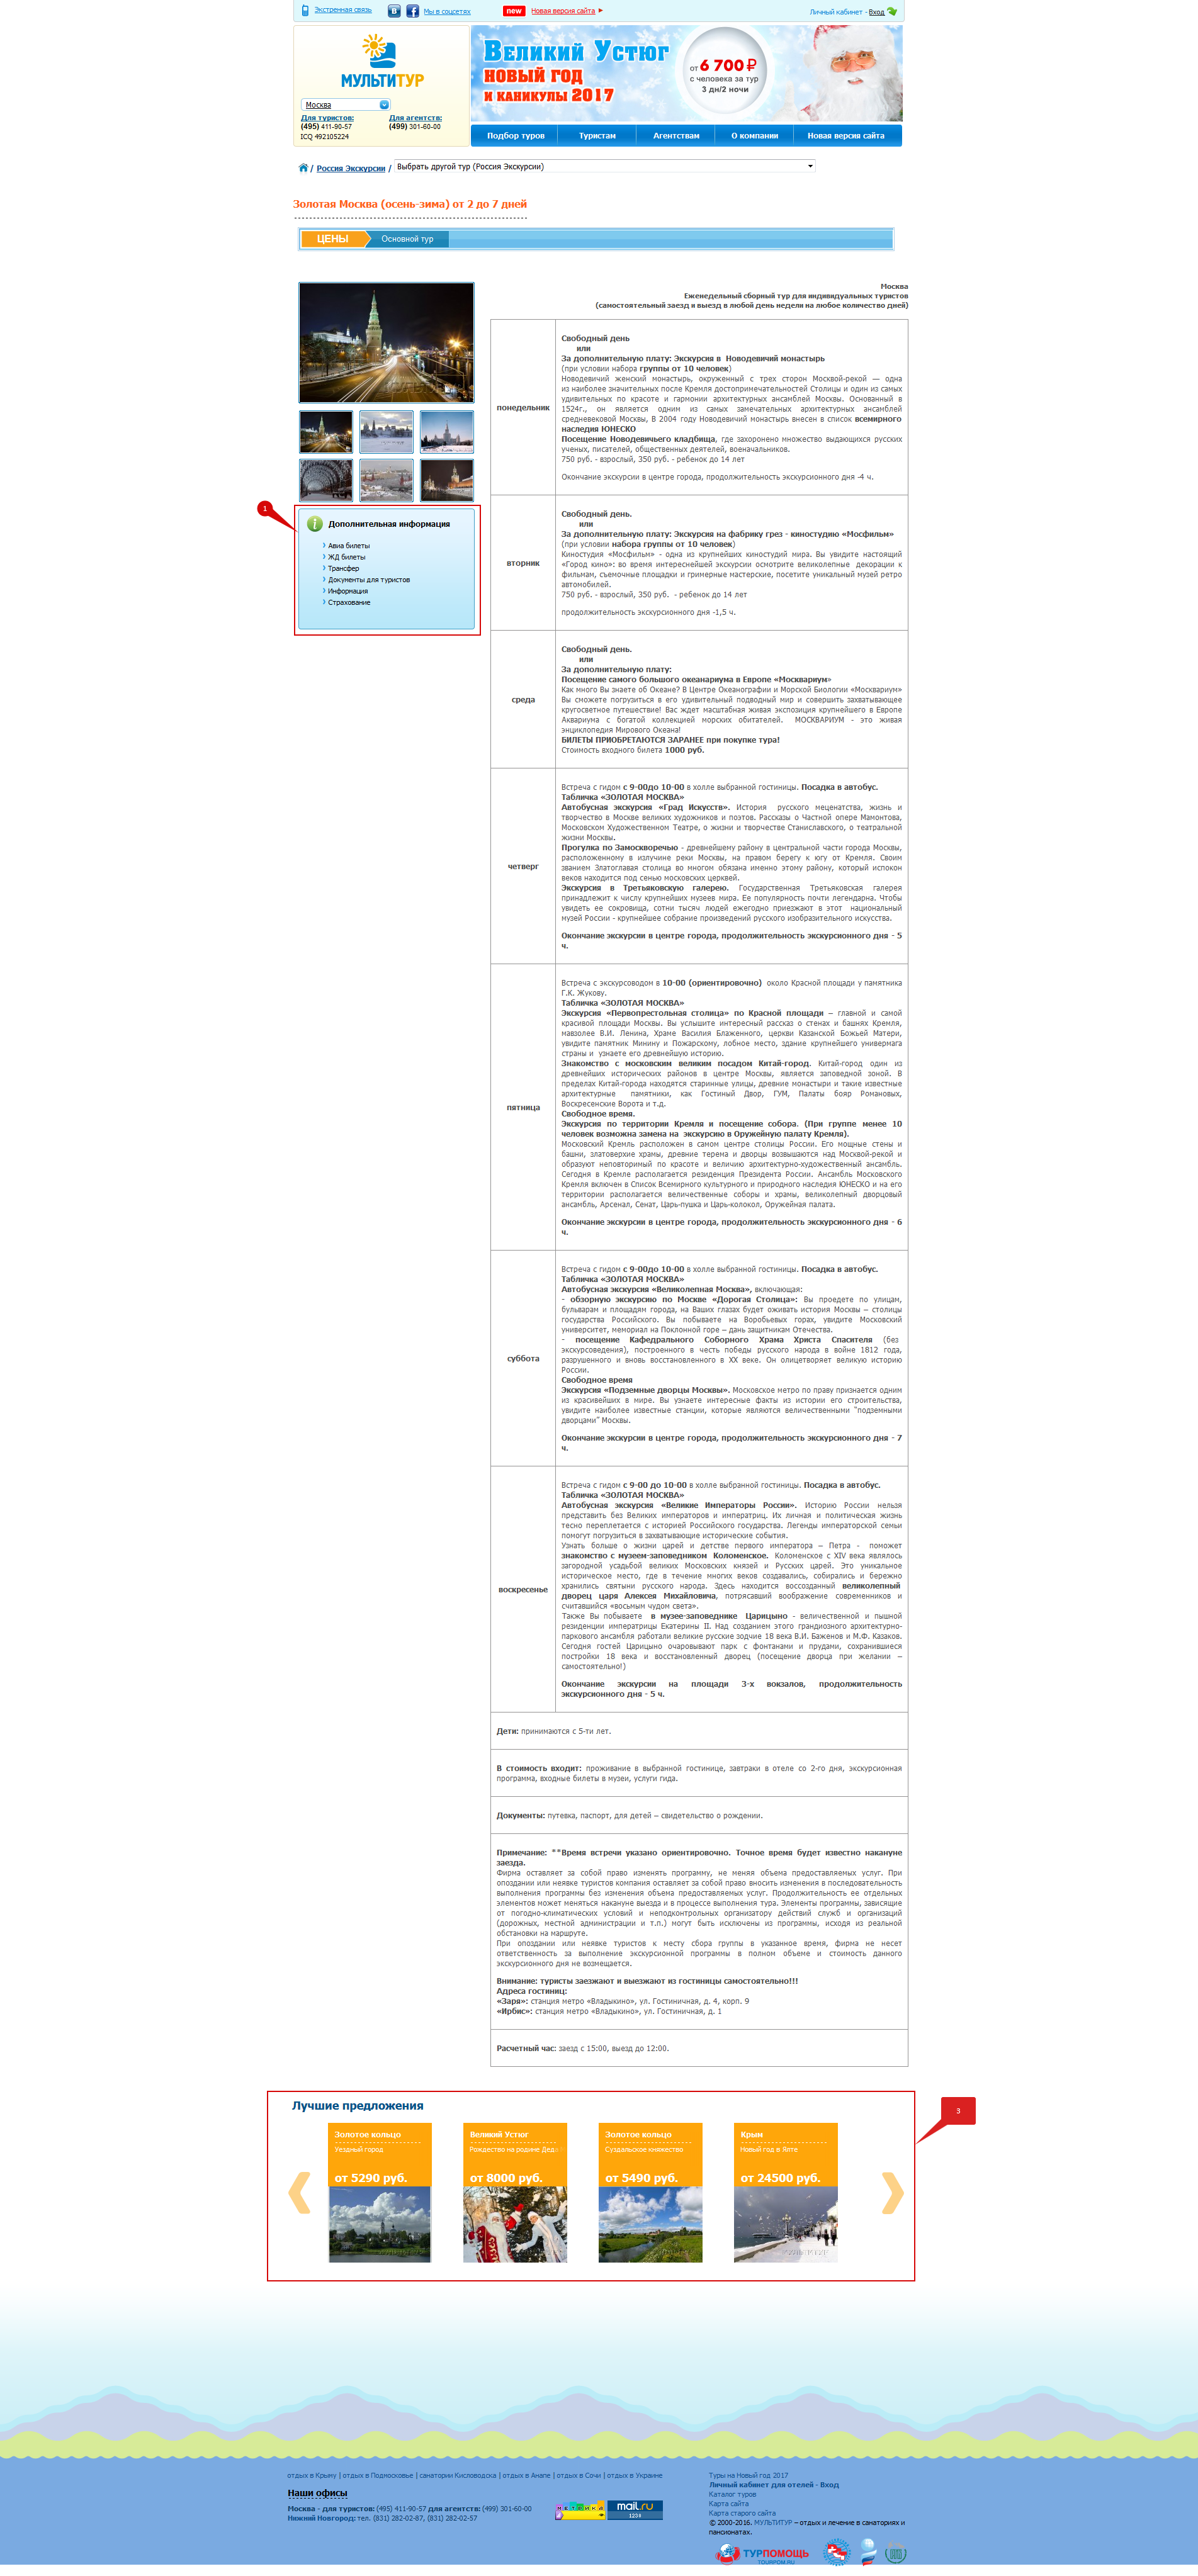 Экстренная связь
Мы в соцсетях
new
Новая версия сайта
Личный кабинет - Вход
МУЛЬТИТУР
Москва
Для туристов:
(495) 411-90-57
Для агентств:
(499) 301-60-00
ICQ 492105224
Великий Устюг
НОВЫЙ ГОД
И КАНИКУЛЫ 2017
от 6 700 ₽
с человека за тур
3 дн/2 ночи
Подбор туров
Туристам
Агентствам
О компании
Новая версия сайта
/ Россия Экскурсии / Выбрать другой тур (Россия Экскурсии)
Золотая Москва (осень-зима) от 2 до 7 дней
ЦЕНЫ
Основной тур
Москва
Еженедельный сборный тур для индивидуальных туристов
(самостоятельный заезд и выезд в любой день недели на любое количество дней)
1
Дополнительная информация
Авиа билеты
ЖД билеты
Трансфер
Документы для туристов
Информация
Страхование
понедельник
Свободный день
или
За дополнительную плату: Экскурсия в Новодевичий монастырь
(при условии набора группы от 10 человек)
Новодевичий женский монастырь, окруженный с трех сторон Москвой-рекой — одна
из наиболее значительных после Кремля достопримечательностей Столицы и один из самых
удивительных по красоте и гармонии архитектурных ансамблей Москвы. Основанный в
1524г., он является одним из самых замечательных архитектурных ансамблей
средневековой Москвы, В 2004 году Новодевичий монастырь внесен в список всемирного
наследия ЮНЕСКО
Посещение Новодевичьего кладбища, где захоронено множество выдающихся русских
ученых, писателей, общественных деятелей, военачальников.
750 руб. - взрослый, 350 руб. - ребенок до 14 лет
Окончание экскурсии в центре города, продолжительность экскурсионного дня -4 ч.
вторник
Свободный день.
или
За дополнительную плату: Экскурсия на фабрику грез - киностудию «Мосфильм»
(при условии набора группы от 10 человек)
Киностудия «Мосфильм» - одна из крупнейших киностудий мира. Вы увидите настоящий
«Город кино»: во время интереснейшей экскурсии осмотрите великолепные декорации к
фильмам, съемочные площадки и гримерные мастерские, посетите уникальный музей ретро
автомобилей.
750 руб. - взрослый, 350 руб. - ребенок до 14 лет
продолжительность экскурсионного дня -1,5 ч.
среда
Свободный день.
или
За дополнительную плату:
Посещение самого большого океанариума в Европе «Москвариум»
Как много Вы знаете об Океане? В Центре Океанографии и Морской Биологии «Москвариум»
Вы сможете погрузиться в его удивительный подводный мир и совершить захватывающее
кругосветное путешествие! Вас ждет масштабная живая экспозиция крупнейшего в Европе
Аквариума с богатой коллекцией морских обитателей. МОСКВАРИУМ - это живая
энциклопедия Мирового Океана!
БИЛЕТЫ ПРИОБРЕТАЮТСЯ ЗАРАНЕЕ при покупке тура!
Стоимость входного билета 1000 руб.
четверг
Встреча с гидом с 9-00до 10-00 в холле выбранной гостиницы. Посадка в автобус.
Табличка «ЗОЛОТАЯ МОСКВА»
Автобусная экскурсия «Град Искусств». История русского меценатства, жизнь и
творчество в Москве великих художников и поэтов. Рассказы о Частной опере Мамонтова,
Московском Художественном Театре, о жизни и творчестве Станиславского, о театральной
жизни Москвы.
Прогулка по Замоскворечью - древнейшему району в центральной части города Москвы,
расположенному в излучине реки Москвы, на правом берегу к югу от Кремля. Своим
званием Златоглавая столица во многом обязана именно этому району, который испокон
веков находится под сенью московских церквей.
Экскурсия в Третьяковскую галерею. Государственная Третьяковская галерея
принадлежит к числу крупнейших музеев мира. Ее популярность почти легендарна. Чтобы
увидеть ее сокровища, сотни тысяч людей ежегодно приезжают в этот национальный
музей России - крупнейшее собрание произведений русского изобразительного искусства.
Окончание экскурсии в центре города, продолжительность экскурсионного дня - 5
ч.
пятница
Встреча с экскурсоводом в 10-00 (ориентировочно) около Красной площади у памятника
Г.К. Жукову.
Табличка «ЗОЛОТАЯ МОСКВА»
Экскурсия «Первопрестольная столица» по Красной площади – главной и самой
красивой площади Москвы. Вы услышите интересный рассказ о стенах и башнях Кремля,
мавзолее В.И. Ленина, Храме Василия Блаженного, церкви Казанской Божьей Матери,
увидите памятник Минину и Пожарскому, лобное место, здание крупнейшего универмага
страны и узнаете его древнейшую историю.
Знакомство с московским великим посадом Китай-город. Китай-город один из
древнейших исторических районов в центре Москвы, является заповедной зоной. В
пределах Китай-города находятся старинные улицы, древние монастыри и такие известные
архитектурные памятники, как Гостиный Двор, ГУМ, Палаты бояр Романовых,
Воскресенские Ворота и т.д.
Свободное время.
Экскурсия по территории Кремля и посещение собора. (При группе менее 10
человек возможна замена на экскурсию в Оружейную палату Кремля).
Московский Кремль расположен в самом центре столицы России. Его мощные стены и
башни, златоверхие храмы, древние терема и дворцы возвышаются над Москвой-рекой и
образуют неповторимый по красоте и величию архитектурно-художественный ансамбль.
Сегодня в Кремле располагается резиденция Президента России. Ансамбль Московского
Кремля включен в Список Всемирного культурного и природного наследия ЮНЕСКО и на его
территории располагается величественные соборы и храмы, великолепный дворцовый
ансамбль, Арсенал, Сенат, Царь-пушка и Царь-колокол, Оружейная палата.
Окончание экскурсии в центре города, продолжительность экскурсионного дня - 6
ч.
суббота
Встреча с гидом с 9-00до 10-00 в холле выбранной гостиницы. Посадка в автобус.
Табличка «ЗОЛОТАЯ МОСКВА»
Автобусная экскурсия «Великолепная Москва», включающая:
- обзорную экскурсию по Москве «Дорогая Столица»: Вы проедете по улицам,
бульварам и площадям города, на Ваших глазах будет оживать история Москвы – столицы
государства Российского. Вы побываете на Воробьевых горах, увидите Московский
университет, мемориал на Поклонной горе – дань защитникам Отечества.
- посещение Кафедрального Соборного Храма Христа Спасителя (без
экскурсоведения), построенного в честь победы русского народа в войне 1812 года,
разрушенного и вновь восстановленного в XX веке. Он олицетворяет великую историю
России.
Свободное время
Экскурсия «Подземные дворцы Москвы». Московское метро по праву признается одним
из красивейших в мире. Вы узнаете интересные факты из истории его строительства,
увидите наиболее известные станции, которые являются величественными "подземными
дворцами" Москвы.
Окончание экскурсии в центре города, продолжительность экскурсионного дня - 7
ч.
воскресенье
Встреча с гидом с 9-00 до 10-00 в холле выбранной гостиницы. Посадка в автобус.
Табличка «ЗОЛОТАЯ МОСКВА»
Автобусная экскурсия «Великие Императоры России». Историю России нельзя
представить без Великих императоров и императриц. Их личная и политическая жизнь
тесно переплетается с историей Российского государства. Легенды императорской семьи
помогут погрузиться в захватывающие исторические события.
Узнать больше о жизни царей и детстве первого императора – Петра - поможет
знакомство с музеем-заповедником Коломенское. Коломенское с XIV века являлось
загородной усадьбой великих Московских князей и Русских царей. Это уникальное
историческое место, где в течение многих веков создавались, собирались и бережно
хранились святыни русского народа. Здесь находится воссозданный великолепный
дворец царя Алексея Михайловича, потрясавший воображение современников и
считавшийся «восьмым чудом света».
Также Вы побываете в музее-заповеднике Царицыно - величественной и пышной
резиденции императрицы Екатерины II. Над созданием этого грандиозного архитектурно-
паркового ансамбля работали великие русские зодчие 18 века В.И. Баженов и М.Ф. Казаков.
Сегодня гостей Царицыно очаровывают парк с фонтанами и прудами, сохранившиеся
постройки 18 века и восстановленный дворец (посещение дворца при желании –
самостоятельно!)
Окончание экскурсии на площади 3-х вокзалов, продолжительность
экскурсионного дня - 5 ч.
Дети: принимаются с 5-ти лет.
В стоимость входит: проживание в выбранной гостинице, завтраки в отеле со 2-го дня, экскурсионная
программа, входные билеты в музеи, услуги гида.
Документы: путевка, паспорт, для детей – свидетельство о рождении.
Примечание: **Время встречи указано ориентировочно. Точное время будет известно накануне
заезда.
Фирма оставляет за собой право изменять программу, не меняя объема предоставляемых услуг. При
опоздании или неявке туристов компания оставляет за собой право вносить изменения в последовательность
выполнения программы без изменения объема предоставляемых услуг. Продолжительность ее отдельных
элементов может меняться накануне выезда и в процессе выполнения тура. Элементы программы, зависящие
от погодно-климатических условий и неподконтрольных организатору действий служб и организаций
(дорожных, местной администрации и т.п.) могут быть исключены из программы, исходя из реальной
обстановки на маршруте.
При опоздании или неявке туристов к месту сбора группы в указанное время, фирма не несет
ответственность за выполнение экскурсионной программы в полном объеме и стоимость данного
экскурсионного дня не возмещается.
Внимание: туристы заезжают и выезжают из гостиницы самостоятельно!!!
Адреса гостиниц:
«Заря»: станция метро «Владыкино», ул. Гостиничная, д. 4, корп. 9
«Ирбис»: станция метро «Владыкино», ул. Гостиничная, д. 1
Расчетный час: заезд с 15:00, выезд до 12:00.
3
Лучшие предложения
Золотое кольцо
Уездный город
от 5290 руб.
Великий Устюг
Рождество на родине Деда
от 8000 руб.
Золотое кольцо
Суздальское княжество
от 5490 руб.
Крым
Новый год в Ялте
от 24500 руб.
отдых в Крыму | отдых в Подмосковье | санатории Кисловодска | отдых в Анапе | отдых в Сочи | отдых в Украине
Наши офисы
Москва - для туристов: (495) 411-90-57 для агентств: (499) 301-60-00
Нижний Новгород: тел. (831) 282-02-87, (831) 282-02-57
метрика
mail.ru
Туры на Новый год 2017
Личный кабинет для отелей - Вход
Каталог туров
Карта сайта
Карта старого сайта
© 2000-2016. МУЛЬТИТУР – отдых и лечение в санаториях и
пансионатах.
ТУРПОМОЩЬ
TOURPOM.RU